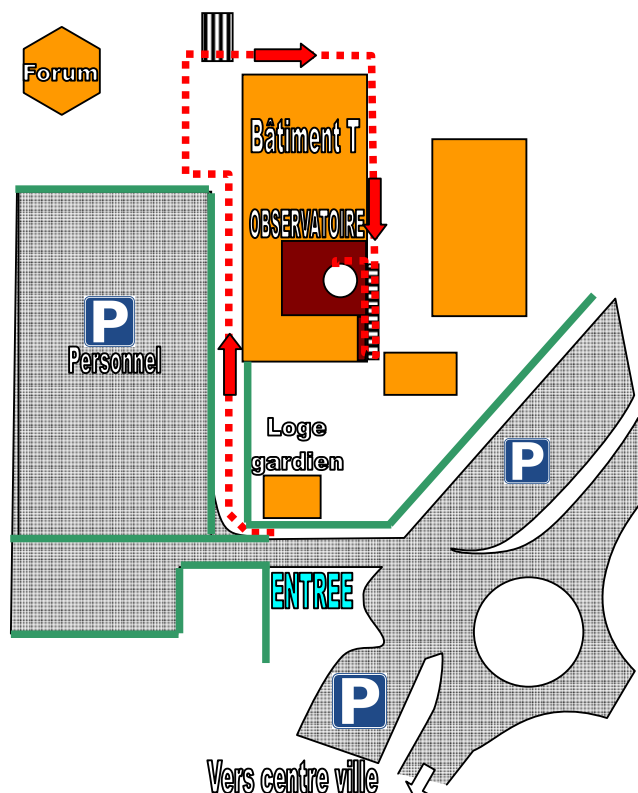 Forum
Bâtiment T
OBSERVATOIRE
P
Personnel
Loge
gardien
P
ENTREE
P
Vers centre ville